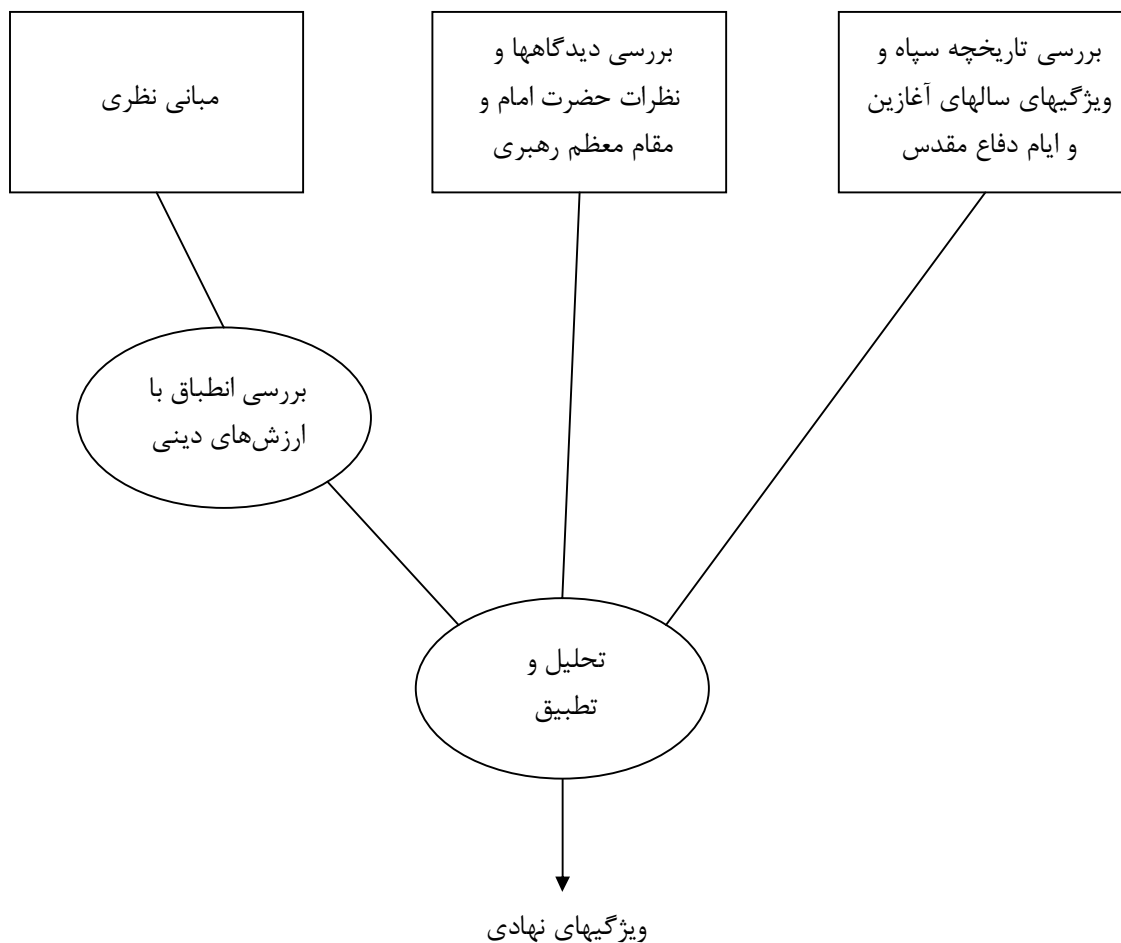 بررسی تاریخچه سپاه و
ویژگیهای سالهای آغازین
و ایام دفاع مقدس
بررسی دیدگاهها و
نظرات حضرت امام و
مقام معظم رهبری
مبانی نظری
بررسی انطباق با
ارزش‌های دینی
تحلیل و
تطبیق
ویژگیهای نهادی